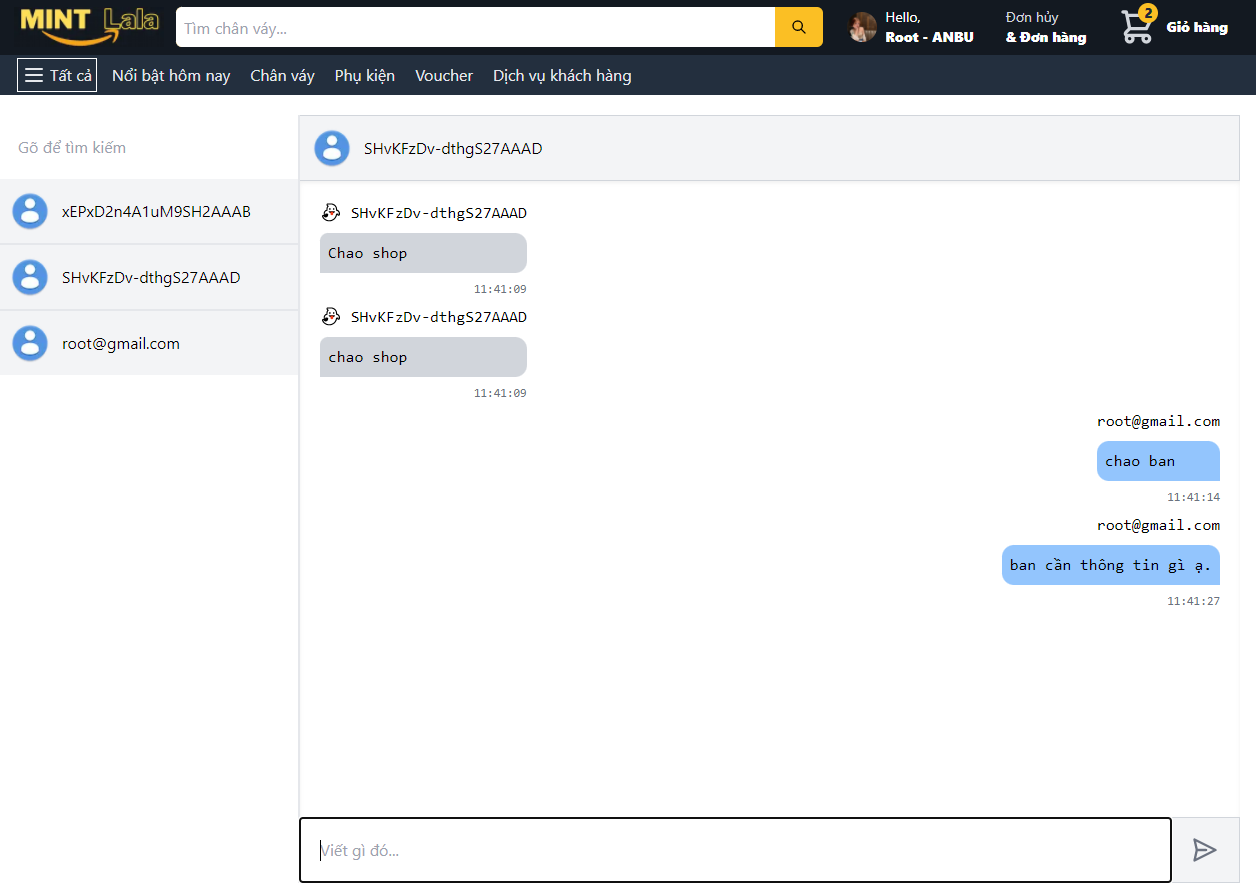 MINT Lala
Tìm chân váy...
Hello,
Root - ANBU
Đơn hủy
& Đơn hàng
2
Giỏ hàng
Tất cả
Nổi bật hôm nay
Chân váy
Phụ kiện
Voucher
Dịch vụ khách hàng
Gõ để tìm kiếm
xEPxD2n4A1uM9SH2AAAB
SHvKFzDv-dthgS27AAAD
root@gmail.com
SHvKFzDv-dthgS27AAAD
SHvKFzDv-dthgS27AAAD
Chao shop
11:41:09
SHvKFzDv-dthgS27AAAD
chao shop
11:41:09
root@gmail.com
chao ban
11:41:14
root@gmail.com
ban cần thông tin gì ạ.
11:41:27
Viết gì đó...